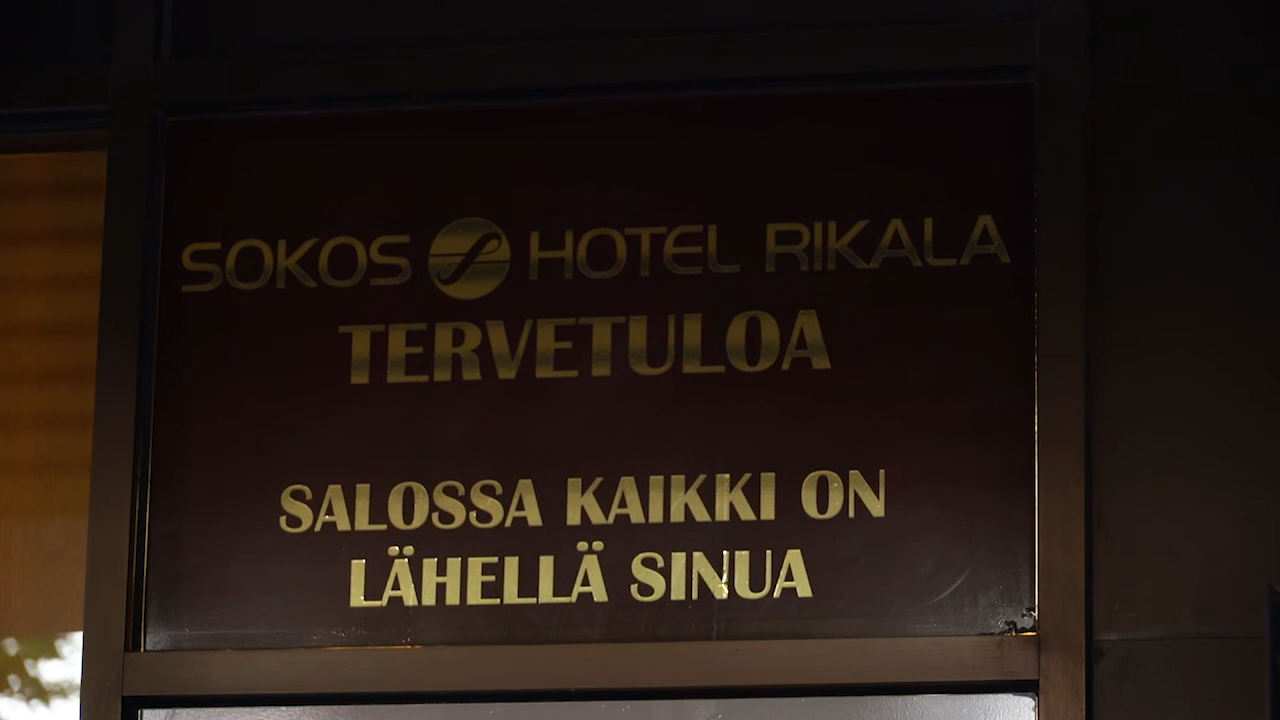 SOKOS HOTEL RIKALA
TERVETULOA
SALOSSA KAIKKI ON
LÄHELLÄ SINUA